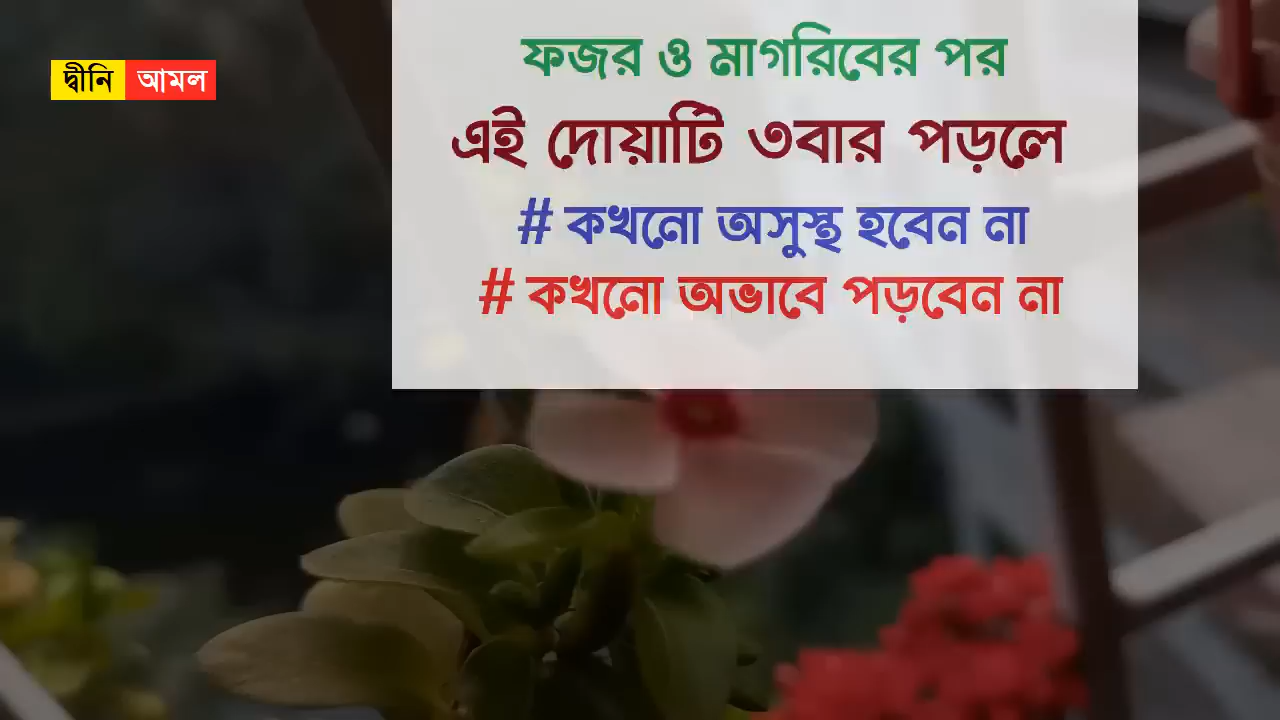 দ্বীনি আমল
ফজর ও মাগরিবের পর
এই দোয়াটি ৩বার পড়লে
# কখনো অসুস্থ হবেন না
# কখনো অভাবে পড়বেন না